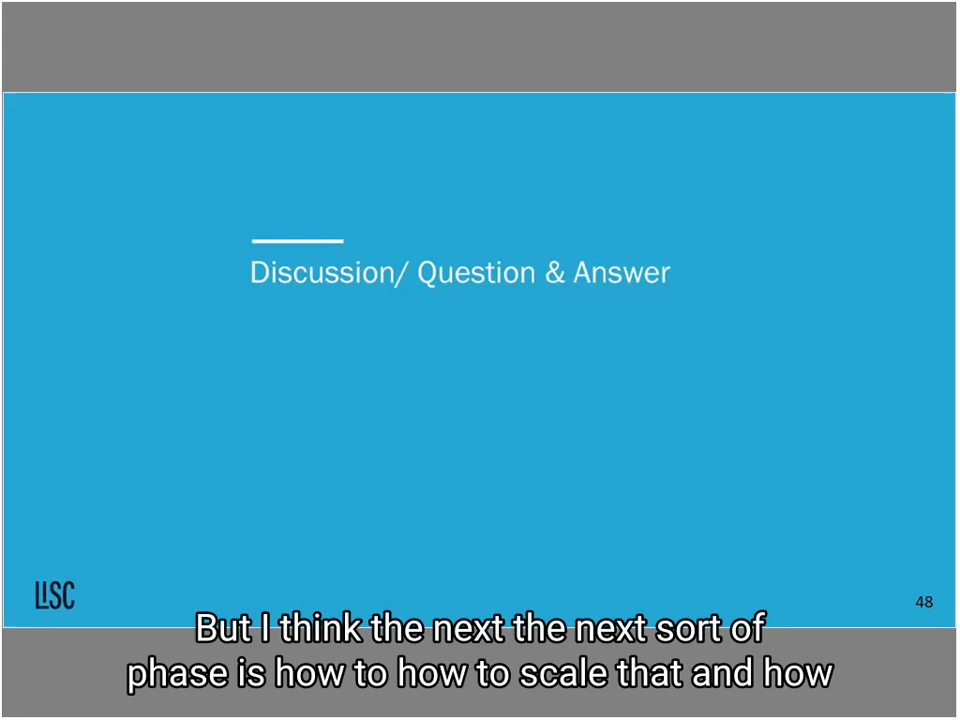 Discussion/ Question & Answer
LISC
48
But I think the next the next sort of
phase is how to how to scale that and how